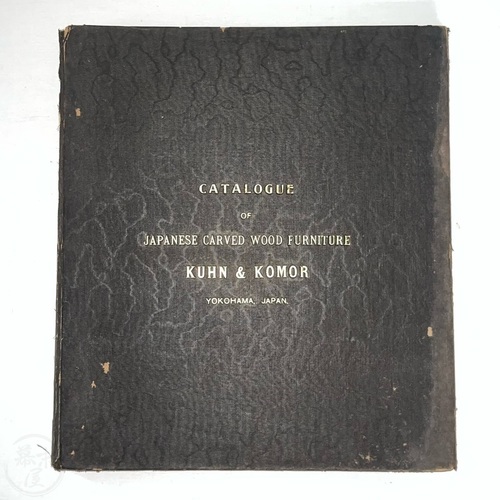 CATALOGUE
OF
JAPANESE CARVED WOOD FURNITURE
KUHN & KOMOR
YOKOHAMA, JAPAN.